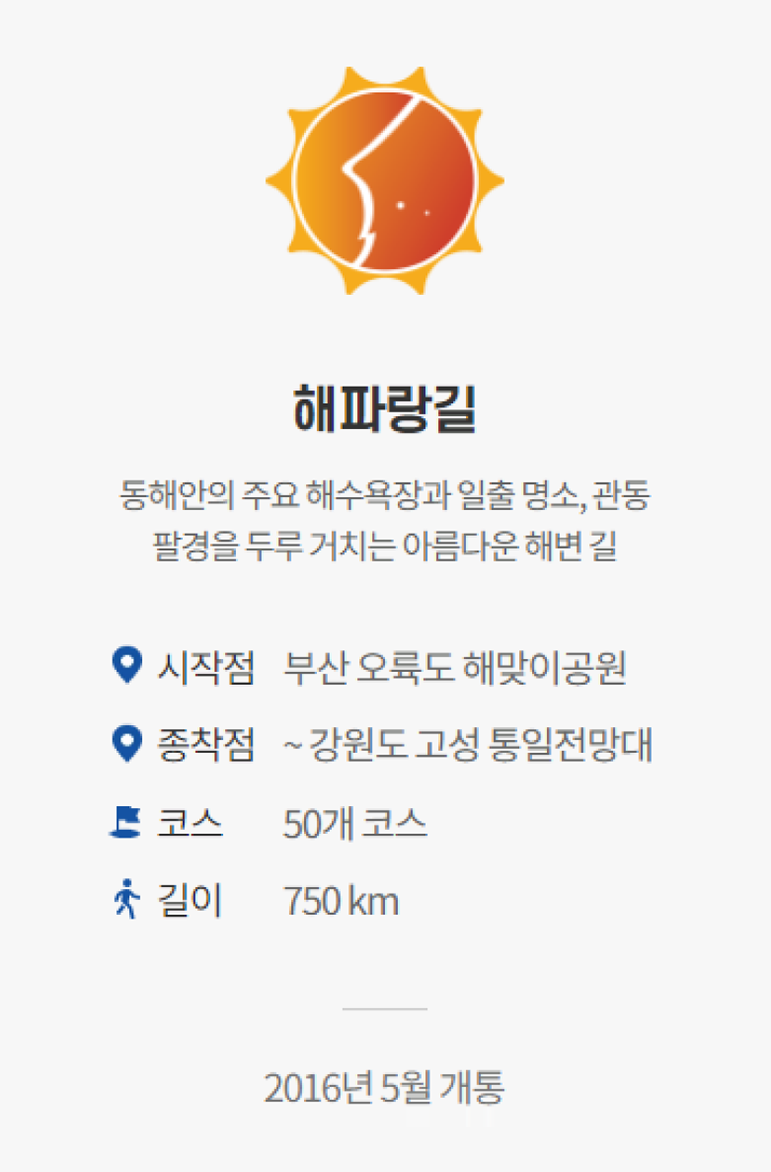 해파랑길
동해안의 주요 해수욕장과 일출 명소, 관동
팔경을 두루 거치는 아름다운 해변 길
시작점 부산 오륙도 해맞이공원
종착점 ~ 강원도 고성 통일전망대
코스 50개 코스
길이 750 km
2016년 5월 개통